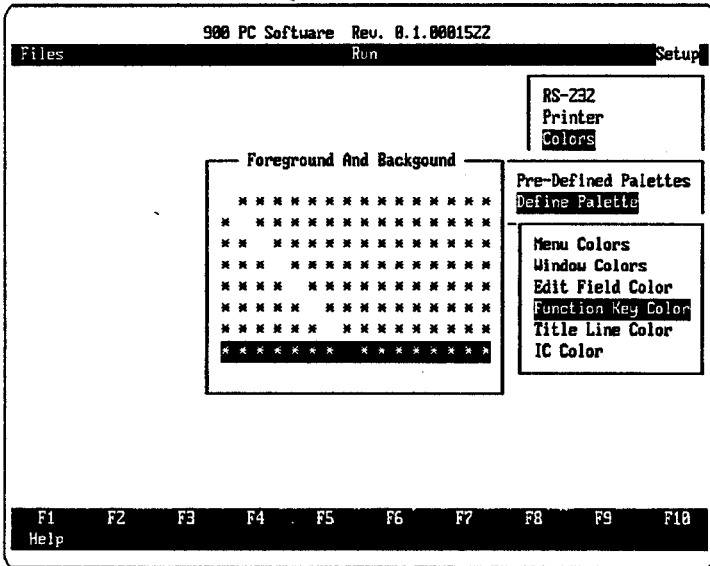 900 PC Software Rev. 0.1.0001522
Files Run Setup
RS-232
Printer
Colors
Foreground And Backgound
Pre-Defined Palettes
Define Palette
* * * * * * * * * * * * * * *
* * * * * * * * * * * * * * *
* * * * * * * * * * * * * * *
* * * * * * * * * * * * * * *
* * * * * * * * * * * * * * *
* * * * * * * * * * * * * * *
* * * * * * * * * * * * * * *
* * * * * * * * * * * * * * *
Menu Colors
Window Colors
Edit Field Color
Function Key Color
Title Line Color
IC Color
F1 F2 F3 F4 F5 F6 F7 F8 F9 F10
Help